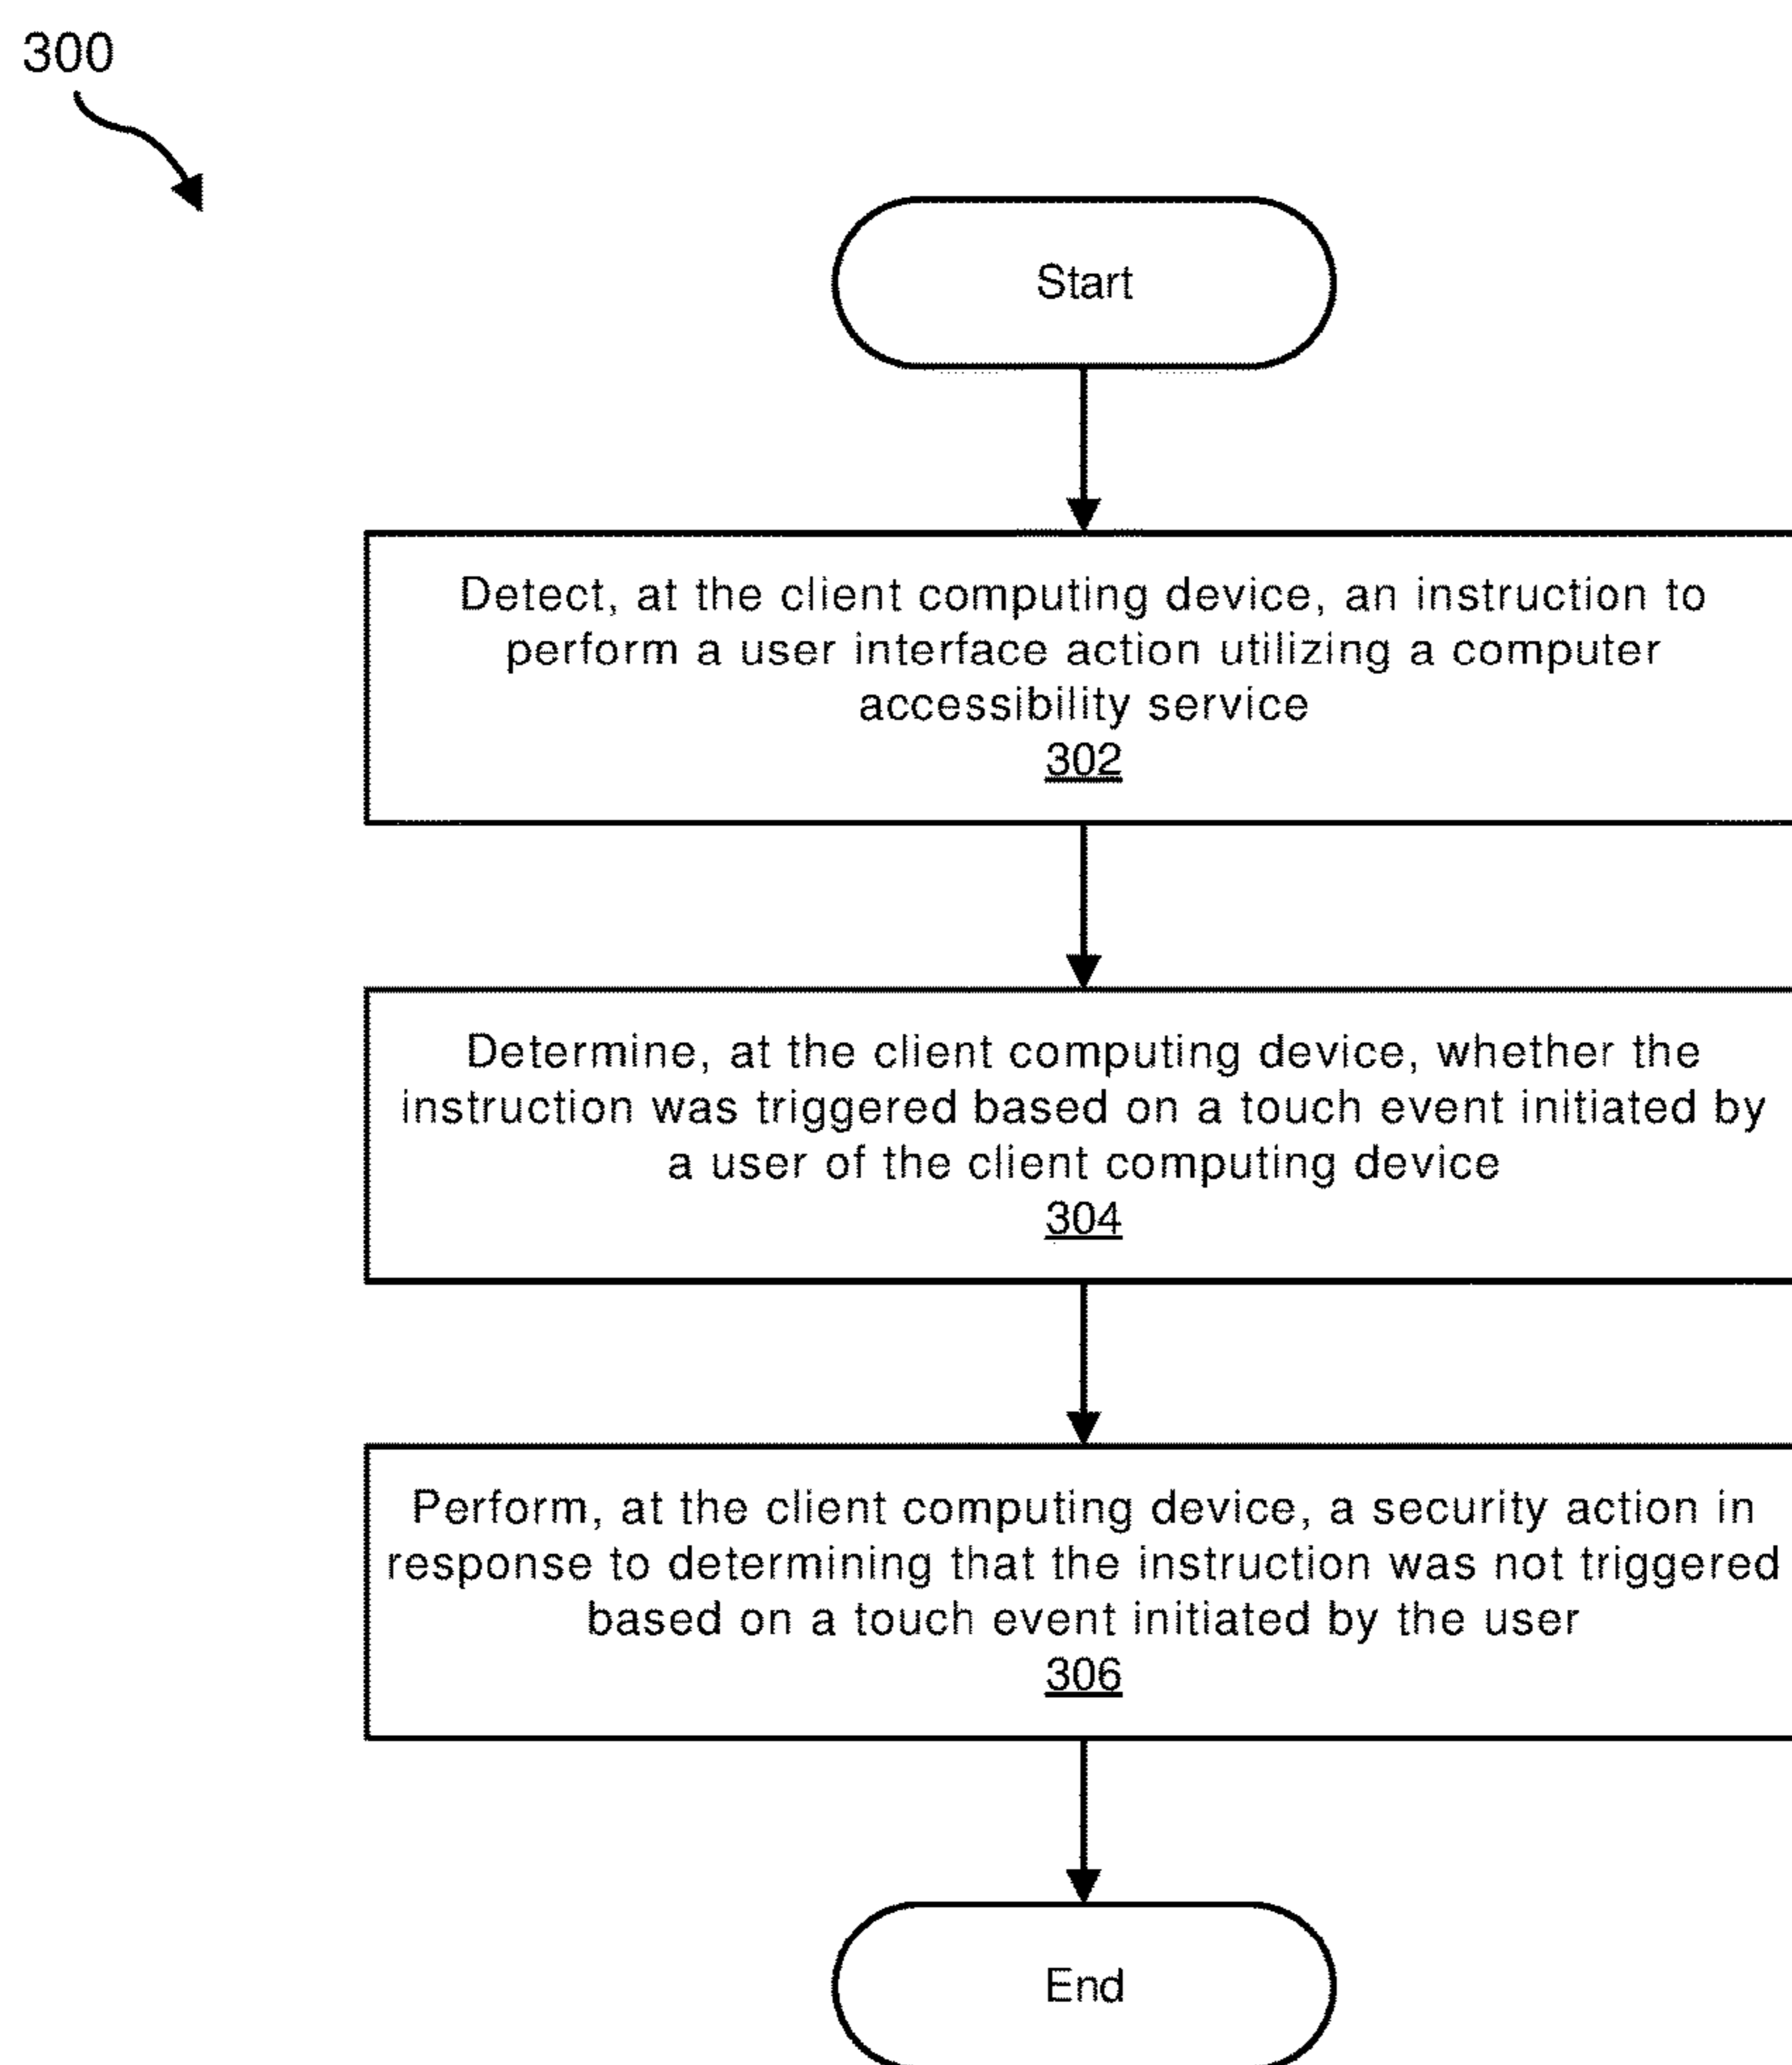 300
Start
Detect, at the client computing device, an instruction to
perform a user interface action utilizing a computer
accessibility service
302
Determine, at the client computing device, whether the
instruction was triggered based on a touch event initiated by
a user of the client computing device
304
Perform, at the client computing device, a security action in
response to determining that the instruction was not triggered
based on a touch event initiated by the user
306
End